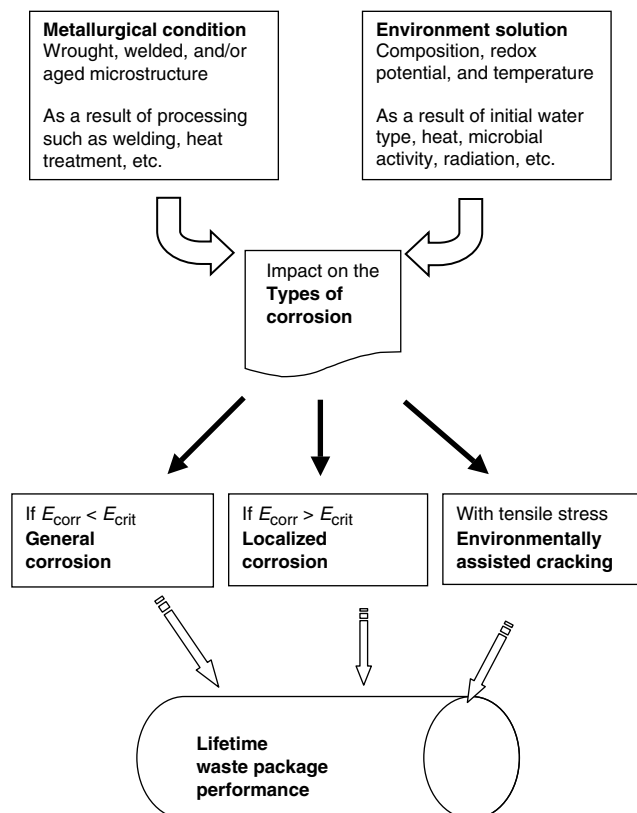 Metallurgical condition
Wrought, welded, and/or
aged microstructure
As a result of processing
such as welding, heat
treatment, etc.
Environment solution
Composition, redox
potential, and temperature
As a result of initial water
type, heat, microbial
activity, radiation, etc.
Impact on the
Types of
corrosion
If Ecorr < Ecrit
General
corrosion
If Ecorr > Ecrit
Localized
corrosion
With tensile stress
Environmentally
assisted cracking
Lifetime
waste package
performance